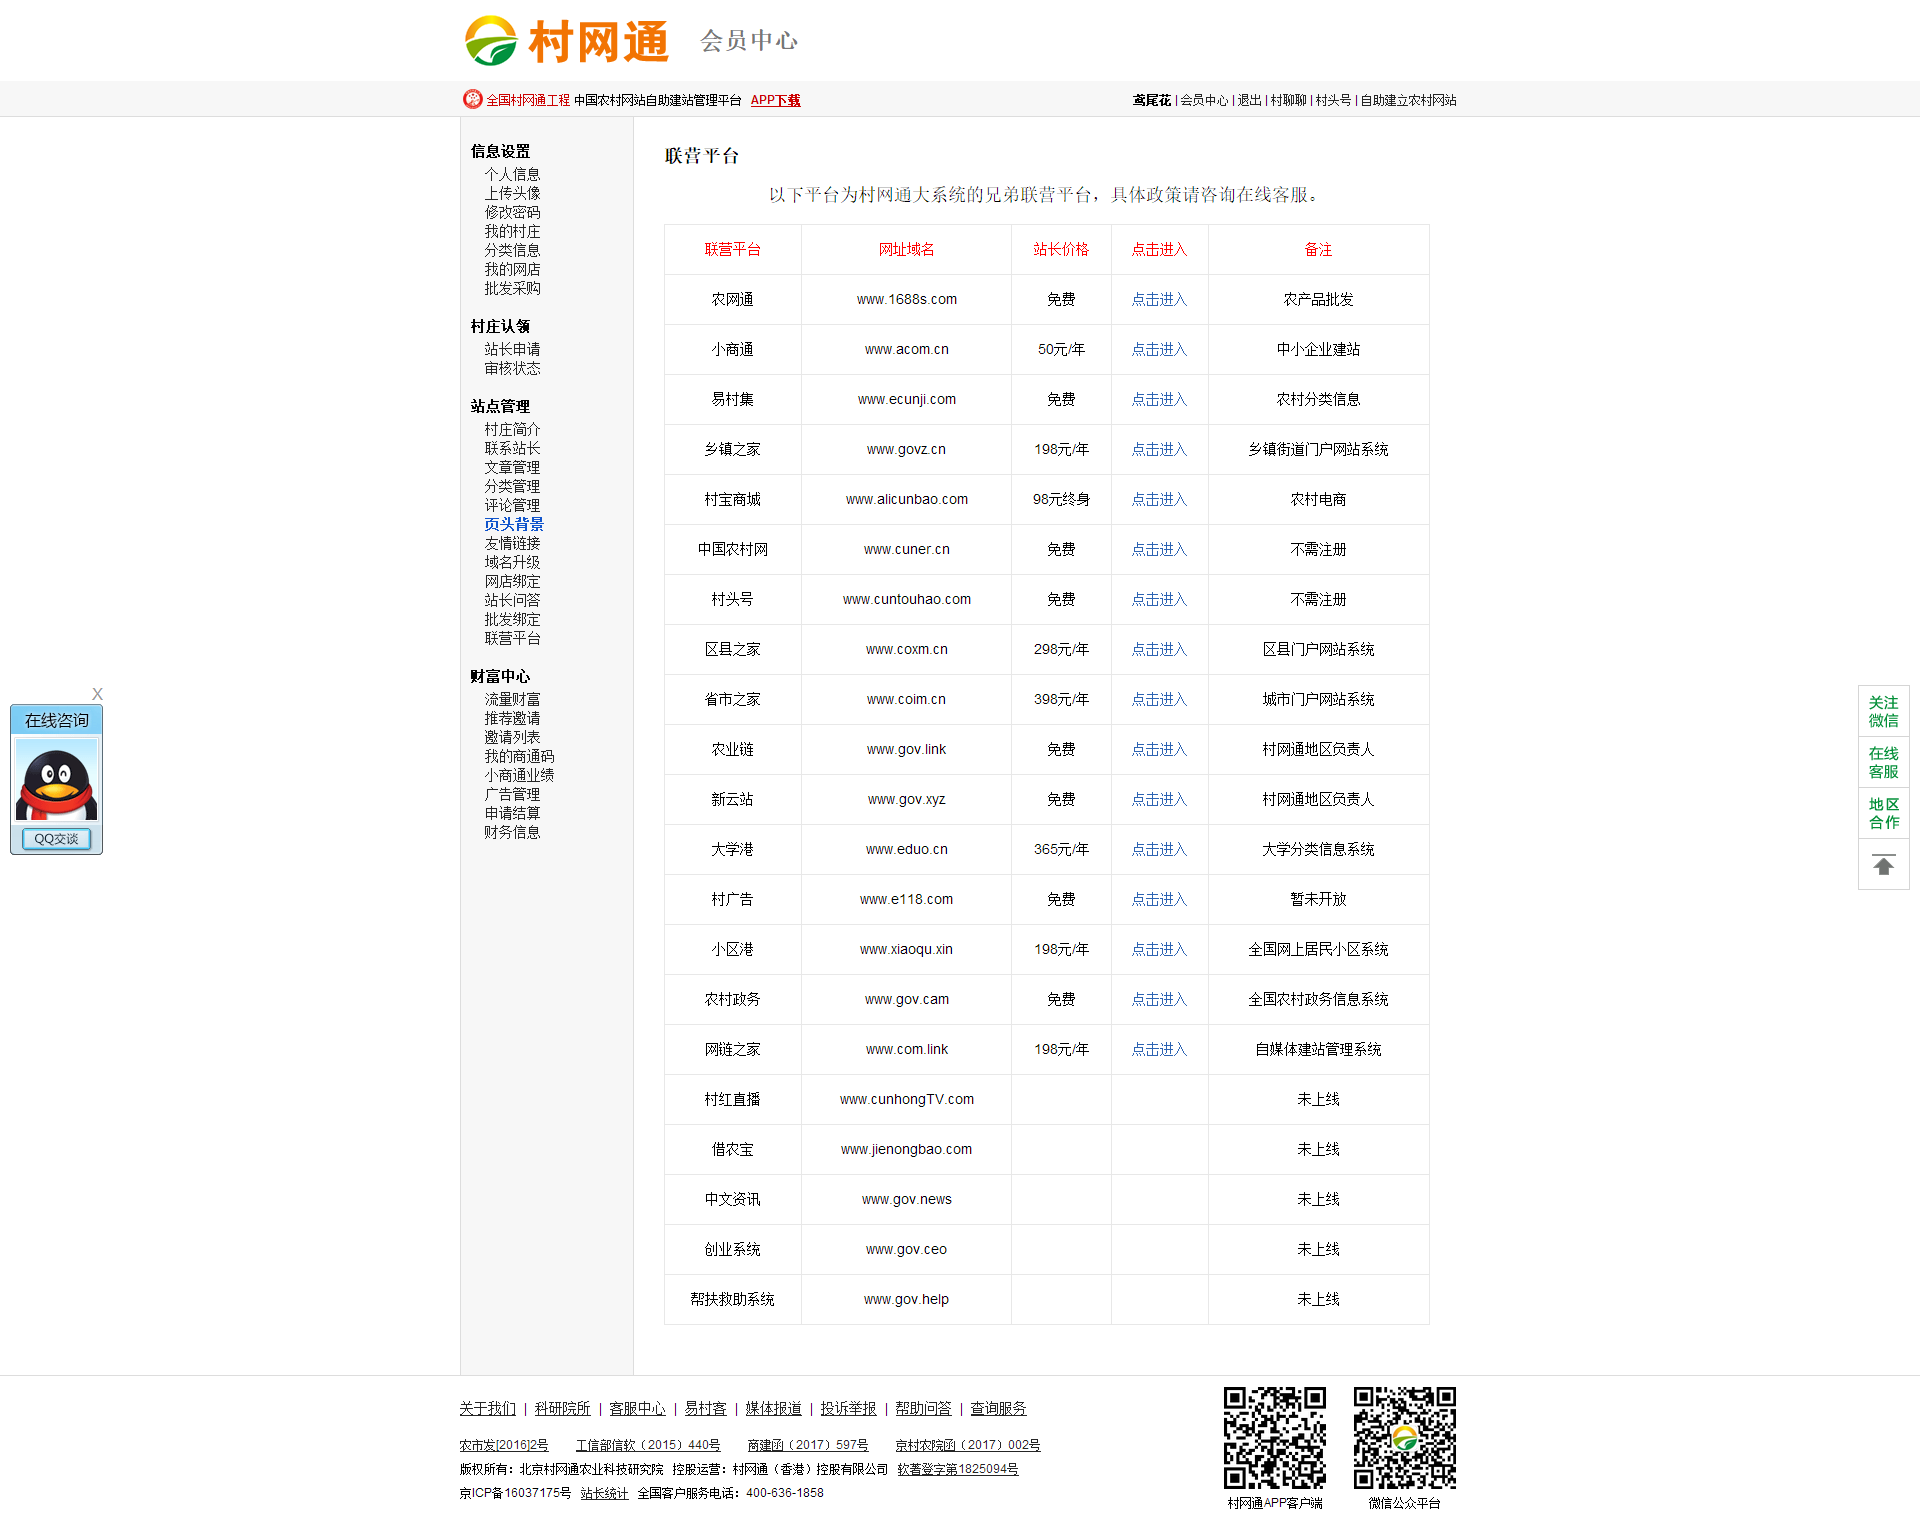 村网通 会员中心
全国村网通工程 中国农村网站自助建站管理平台 APP下载
鸢尾花 | 会员中心 | 退出 | 村聊聊 | 村头号 | 自助建立农村网站
信息设置
个人信息
上传头像
修改密码
我的村庄
分类信息
我的网店
批发采购
村庄认领
站长申请
审核状态
站点管理
村庄简介
联系站长
文章管理
分类管理
评论管理
页头背景
友情链接
域名升级
网店绑定
站长问答
批发绑定
联营平台
财富中心
流量财富
推荐邀请
邀请列表
我的商通码
小商通业绩
广告管理
申请结算
财务信息
联营平台
以下平台为村网通大系统的兄弟联营平台，具体政策请咨询在线客服。
联营平台 网址域名 站长价格 点击进入 备注
农网通 www.1688s.com 免费 点击进入 农产品批发
小商通 www.acom.cn 50元/年 点击进入 中小企业建站
易村集 www.ecunji.com 免费 点击进入 农村分类信息
乡镇之家 www.govz.cn 198元/年 点击进入 乡镇街道门户网站系统
村宝商城 www.alicunbao.com 98元终身 点击进入 农村电商
中国农村网 www.cuner.cn 免费 点击进入 不需注册
村头号 www.cuntouhao.com 免费 点击进入 不需注册
区县之家 www.coxm.cn 298元/年 点击进入 区县门户网站系统
省市之家 www.coim.cn 398元/年 点击进入 城市门户网站系统
农业链 www.gov.link 免费 点击进入 村网通地区负责人
新云站 www.gov.xyz 免费 点击进入 村网通地区负责人
大学港 www.eduo.cn 365元/年 点击进入 大学分类信息系统
村广告 www.e118.com 免费 点击进入 暂未开放
小区港 www.xiaoqu.xin 198元/年 点击进入 全国网上居民小区系统
农村政务 www.gov.cam 免费 点击进入 全国农村政务信息系统
网链之家 www.com.link 198元/年 点击进入 自媒体建站管理系统
村红直播 www.cunhongTV.com 未上线
借农宝 www.jienongbao.com 未上线
中文资讯 www.gov.news 未上线
创业系统 www.gov.ceo 未上线
帮扶救助系统 www.gov.help 未上线
X
在线咨询
QQ交谈
关注
微信
在线
客服
地区
合作
关于我们 | 科研院所 | 客服中心 | 易村客 | 媒体报道 | 投诉举报 | 帮助问答 | 查询服务
农市发[2016]2号 工信部信软（2015）440号 商建函（2017）597号 京村农院函（2017）002号
版权所有：北京村网通农业科技研究院 控股运营：村网通（香港）控股有限公司 软著登字第1825094号
京ICP备16037175号 站长统计 全国客户服务电话：400-636-1858
村网通APP客户端 微信公众平台